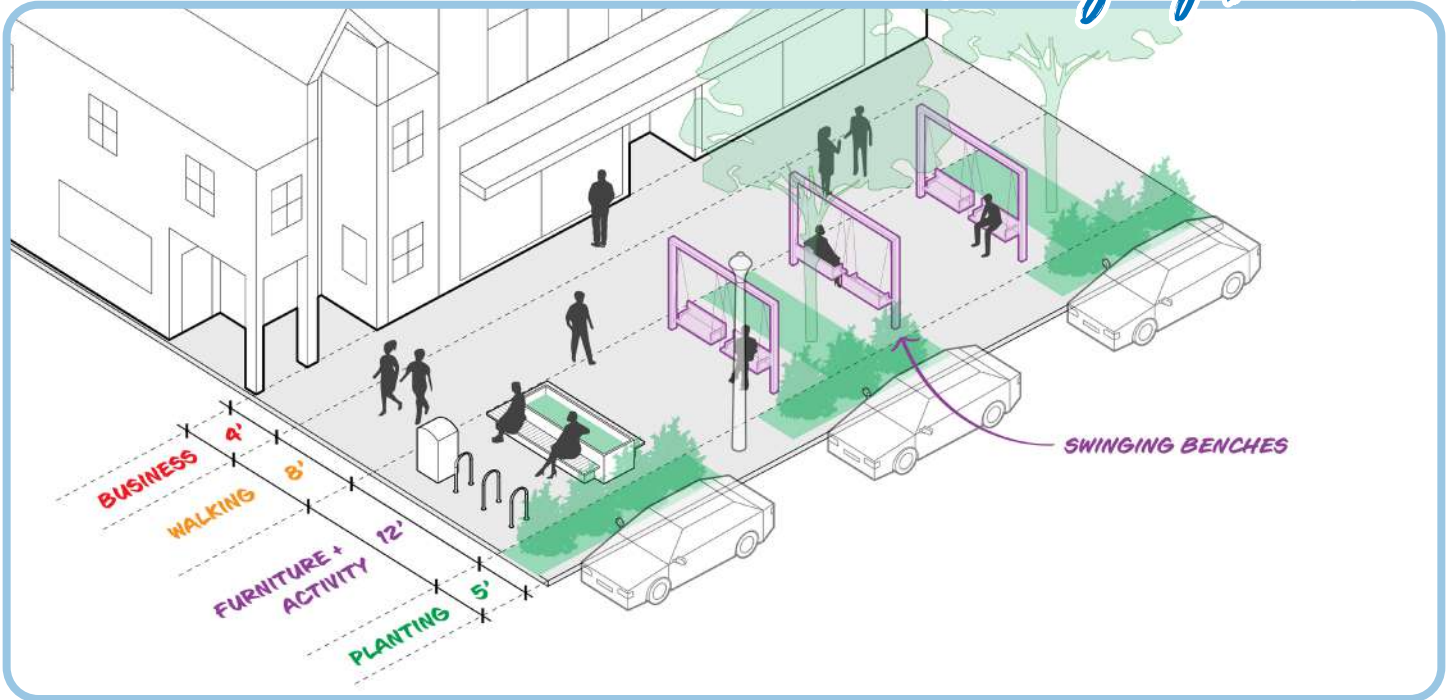 BUSINESS 4'
WALKING 8'
FURNITURE +
ACTIVITY 12'
PLANTING 5'
SWINGING BENCHES